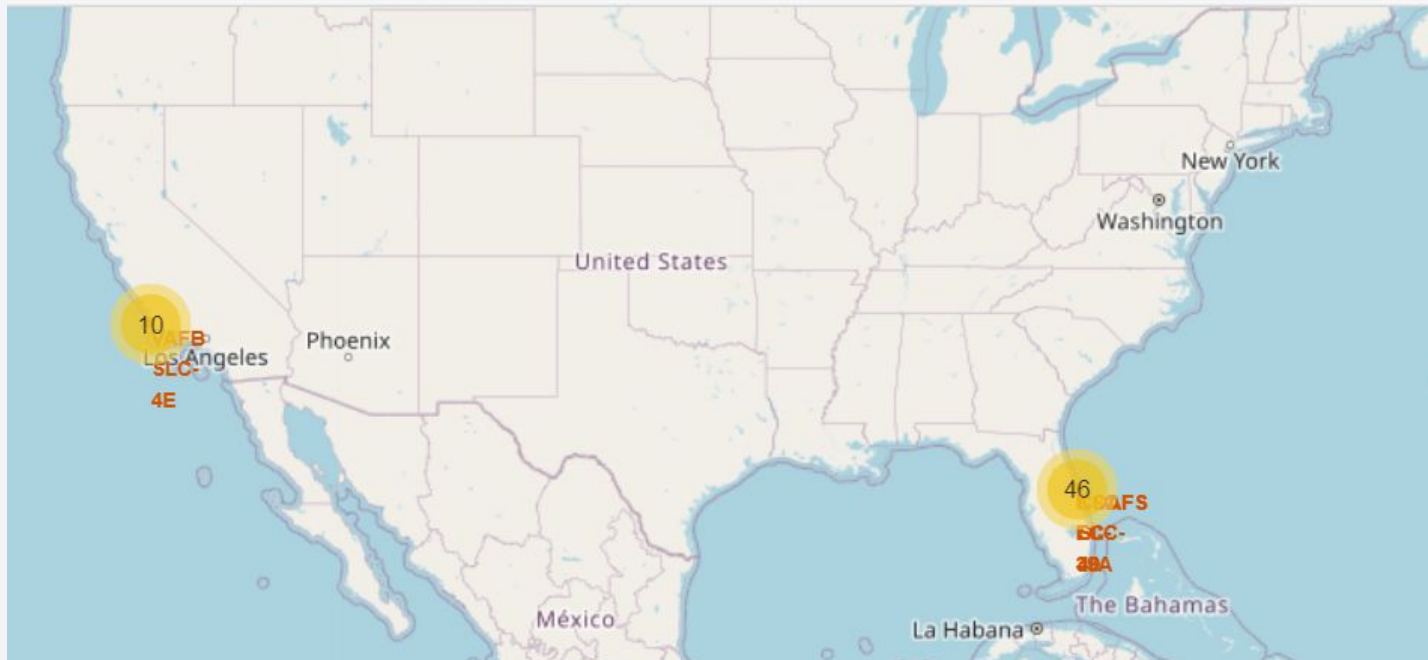 New York
Washington
United States
10
VAFB
SLC-
4E
Los Angeles
Phoenix
46
México
La Habana
The Bahamas